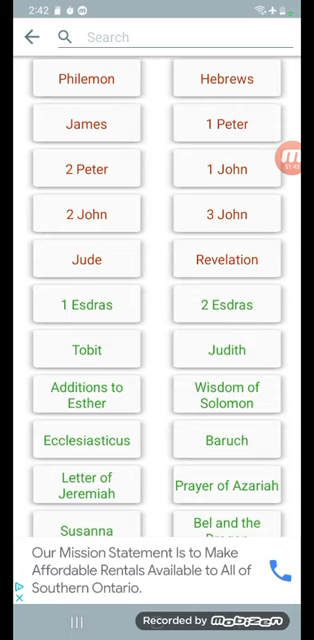 2:42
Search
Philemon
Hebrews
James
1 Peter
2 Peter
1 John
2 John
3 John
Jude
Revelation
1 Esdras
2 Esdras
Tobit
Judith
Additions to
Esther
Wisdom of
Solomon
Ecclesiasticus
Baruch
Letter of
Jeremiah
Prayer of Azariah
Susanna
Bel and the
Dragon
Our Mission Statement Is to Make
Affordable Rentals Available to All of
Southern Ontario.
Recorded by mobizen